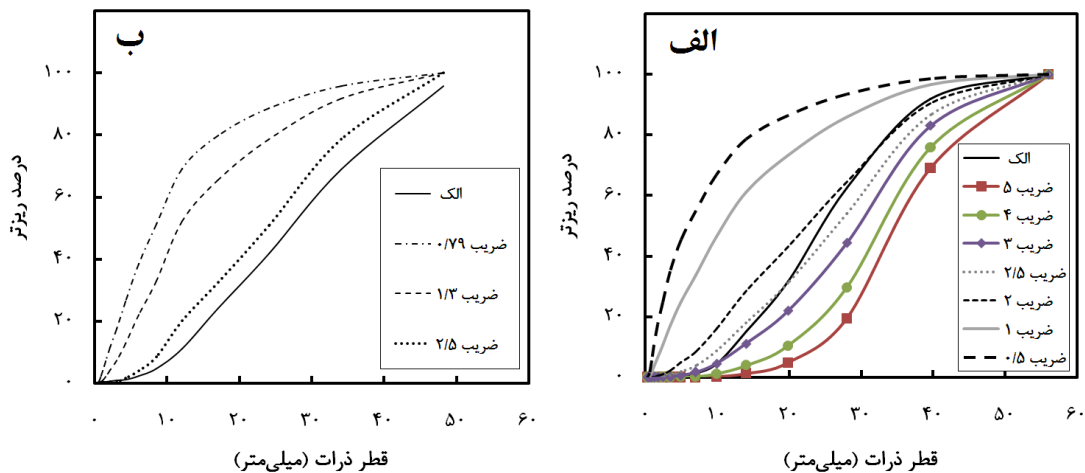 الف
درصد ریزتر
۱۰۰
۸۰
۶۰
۴۰
۲۰
۰
۰ ۱۰ ۲۰ ۳۰ ۴۰ ۵۰ ۶۰
قطر ذرات (میلی‌متر)
الک
ضریب ۵
ضریب ۴
ضریب ۳
ضریب ۲/۵
ضریب ۲
ضریب ۱
ضریب ۰/۵
ب
درصد ریزتر
۱۰۰
۸۰
۶۰
۴۰
۲۰
۰
۰ ۱۰ ۲۰ ۳۰ ۴۰ ۵۰ ۶۰
قطر ذرات (میلی‌متر)
الک
ضریب ۰/۷۹
ضریب ۱/۳
ضریب ۲/۵